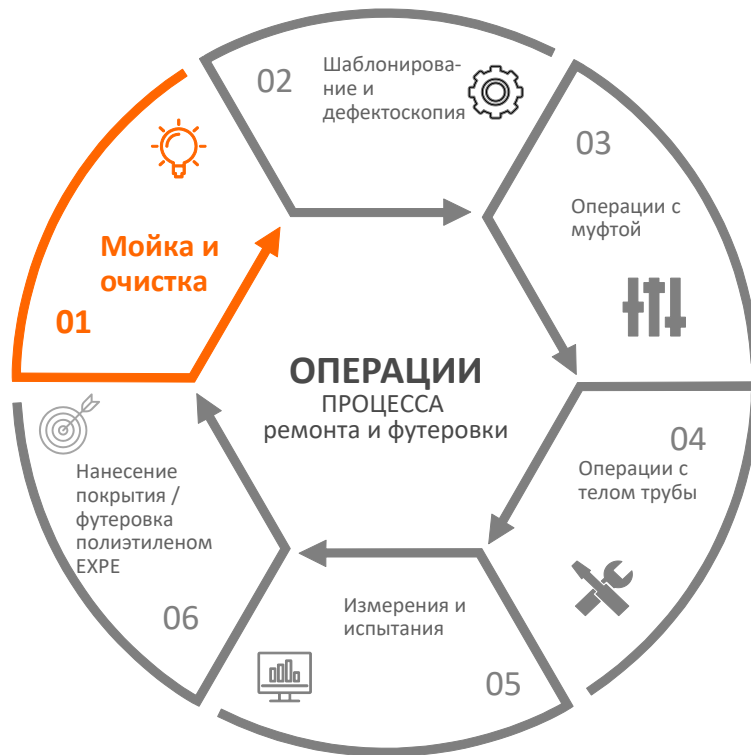 ОПЕРАЦИИ
ПРОЦЕССА
ремонта и футеровки
01
Мойка и
очистка
02
Шаблонирова-
ние и
дефектоскопия
03
Операции с
муфтой
04
Операции с
телом трубы
05
Измерения и
испытания
06
Нанесение
покрытия /
футеровка
полиэтиленом
EXPE